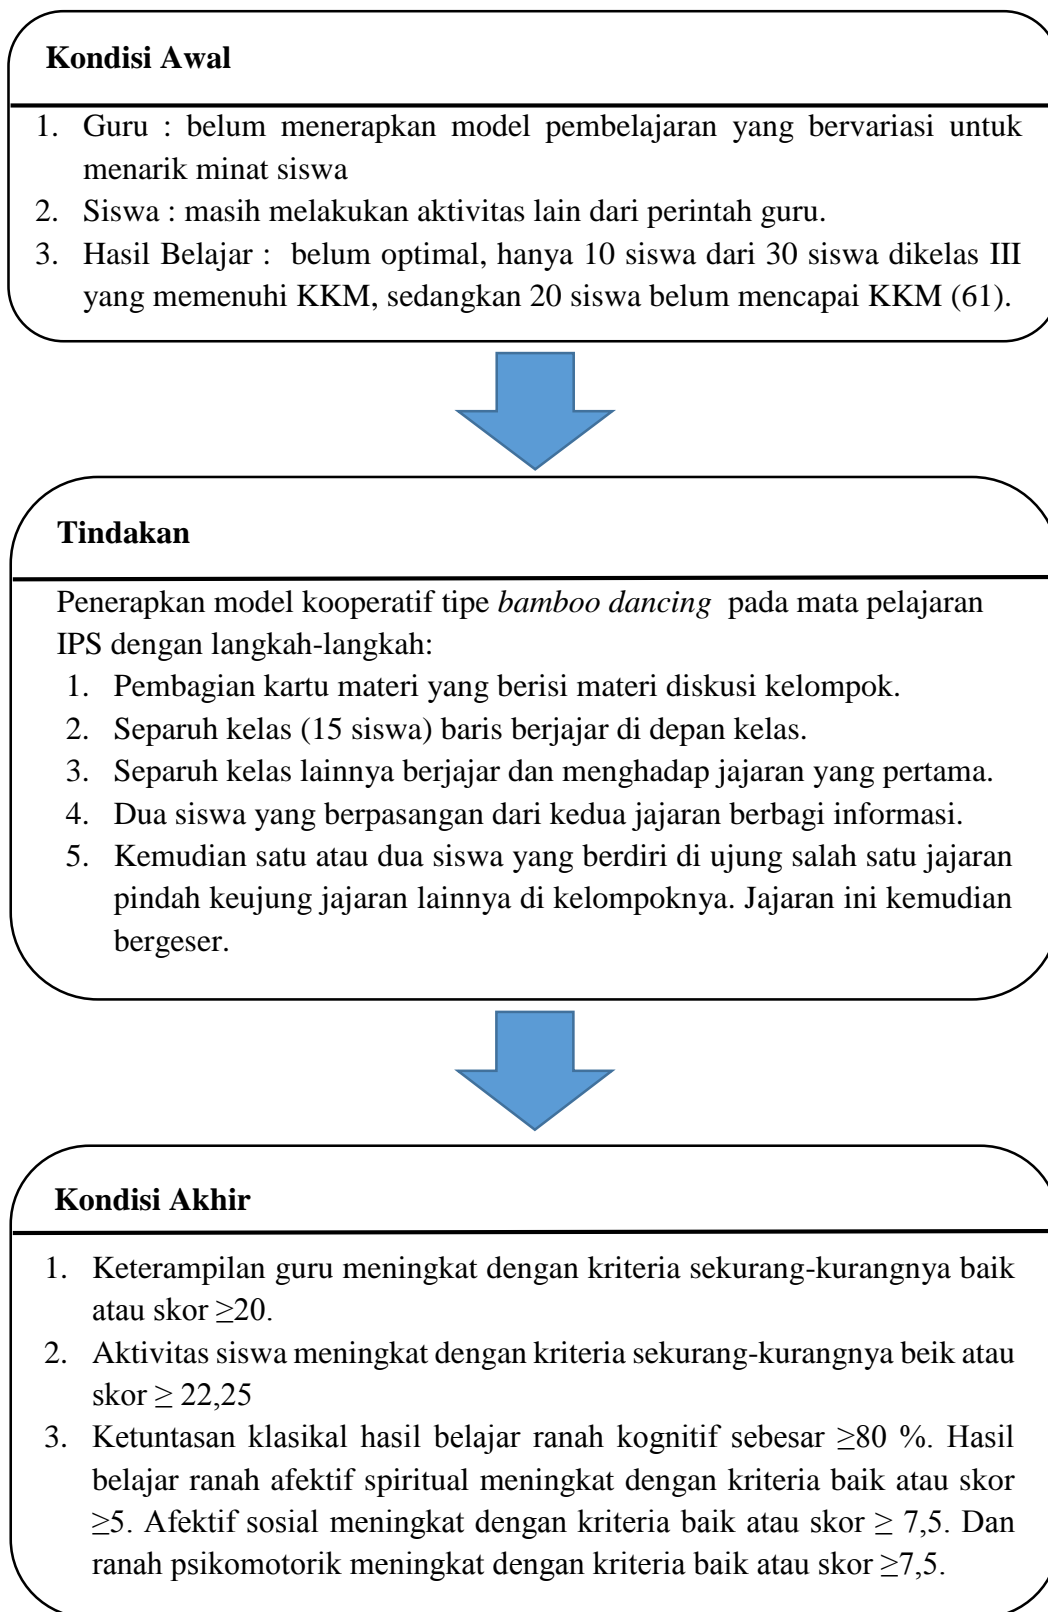 Kondisi Awal
1. Guru : belum menerapkan model pembelajaran yang bervariasi untuk
menarik minat siswa
2. Siswa : masih melakukan aktivitas lain dari perintah guru.
3. Hasil Belajar : belum optimal, hanya 10 siswa dari 30 siswa dikelas III
yang memenuhi KKM, sedangkan 20 siswa belum mencapai KKM (61).
Tindakan
Penerapkan model kooperatif tipe bamboo dancing pada mata pelajaran
IPS dengan langkah-langkah:
1. Pembagian kartu materi yang berisi materi diskusi kelompok.
2. Separuh kelas (15 siswa) baris berjajar di depan kelas.
3. Separuh kelas lainnya berjajar dan menghadap jajaran yang pertama.
4. Dua siswa yang berpasangan dari kedua jajaran berbagi informasi.
5. Kemudian satu atau dua siswa yang berdiri di ujung salah satu jajaran
pindah keujung jajaran lainnya di kelompoknya. Jajaran ini kemudian
bergeser.
Kondisi Akhir
1. Keterampilan guru meningkat dengan kriteria sekurang-kurangnya baik
atau skor ≥20.
2. Aktivitas siswa meningkat dengan kriteria sekurang-kurangnya beik atau
skor ≥ 22,25
3. Ketuntasan klasikal hasil belajar ranah kognitif sebesar ≥80 %. Hasil
belajar ranah afektif spiritual meningkat dengan kriteria baik atau skor
≥5. Afektif sosial meningkat dengan kriteria baik atau skor ≥ 7,5. Dan
ranah psikomotorik meningkat dengan kriteria baik atau skor ≥7,5.